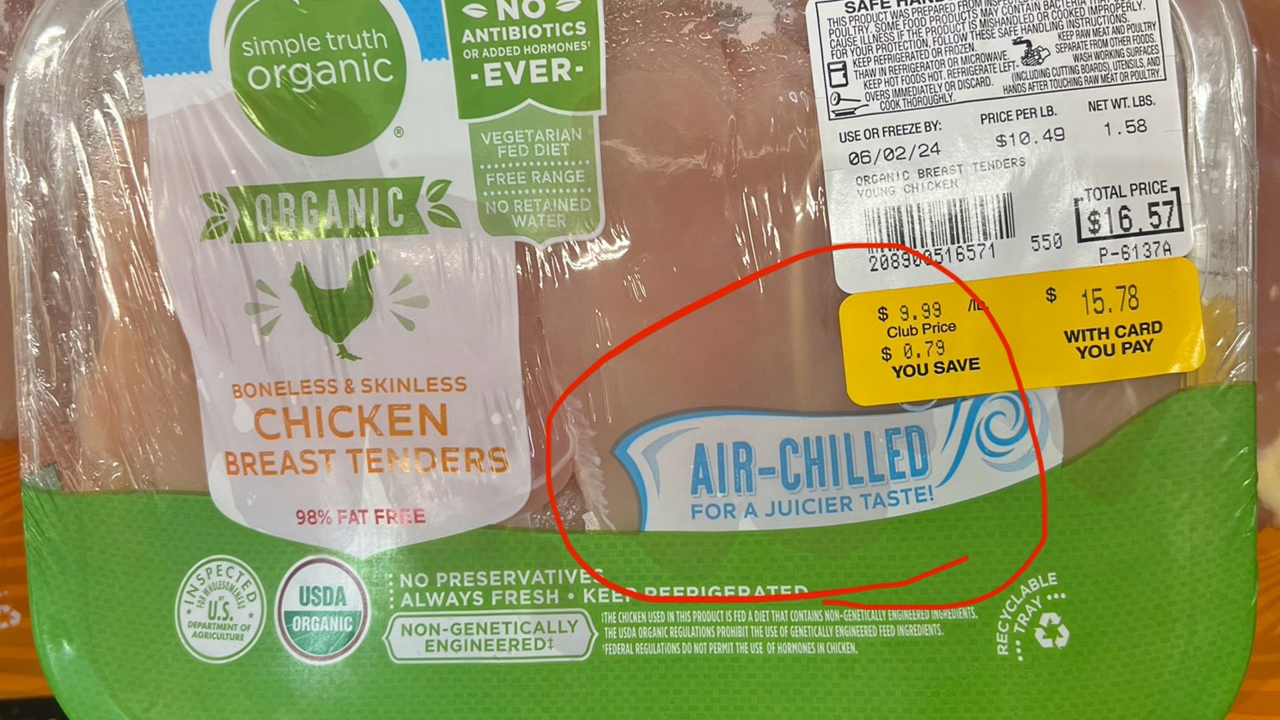 simple truth
organic
®
NO
ANTIBIOTICS
OR ADDED HORMONES†
-EVER-
VEGETARIAN
FED DIET
FREE RANGE
NO RETAINED
WATER
ORGANIC
BONELESS & SKINLESS
CHICKEN
BREAST TENDERS
98% FAT FREE
SAFE
THIS PRODUCT WAS PREPARED FROM
POULTRY. SOME FOOD PRODUCTS MAY CONTAIN BACTERIA
CAUSE ILLNESS IF THE PRODUCT IS MISHANDLED OR COOKED IMPROPERLY.
FOR YOUR PROTECTION, FOLLOW THESE SAFE HANDLING INSTRUCTIONS.
KEEP REFRIGERATED OR FROZEN.
THAW IN REFRIGERATOR OR MICROWAVE.
KEEP HOT FOODS HOT. REFRIGERATE LEFT-
OVERS IMMEDIATELY OR DISCARD.
COOK THOROUGHLY.
KEEP RAW MEAT AND POULTRY
SEPARATE FROM OTHER FOODS.
WASH WORKING SURFACES
(INCLUDING CUTTING BOARDS), UTENSILS, AND
HANDS AFTER TOUCHING RAW MEAT OR POULTRY.
USE OR FREEZE BY:
06/02/24
PRICE PER LB.
$10.49
NET WT. LBS.
1.58
ORGANIC BREAST TENDERS
YOUNG CHICKEN
208900516571
550
TOTAL PRICE
$16.57
P-6137A
$ 9.99 /lb.
Club Price
$ 0.79
YOU SAVE
$ 15.78
WITH CARD
YOU PAY
AIR-CHILLED
FOR A JUICIER TASTE!
INSPECTED
FOR WHOLESOMENESS
BY
U.S.
DEPARTMENT OF
AGRICULTURE
USDA
ORGANIC
NO PRESERVATIVES
ALWAYS FRESH • KEEP REFRIGERATED
NON-GENETICALLY
ENGINEERED‡
THE CHICKEN USED IN THIS PRODUCT IS FED A DIET THAT CONTAINS NON-GENETICALLY ENGINEERED INGREDIENTS.
THE USDA ORGANIC REGULATIONS PROHIBIT THE USE OF GENETICALLY ENGINEERED FEED INGREDIENTS.
†FEDERAL REGULATIONS DO NOT PERMIT THE USE OF HORMONES IN CHICKEN.
RECYCLABLE
TRAY